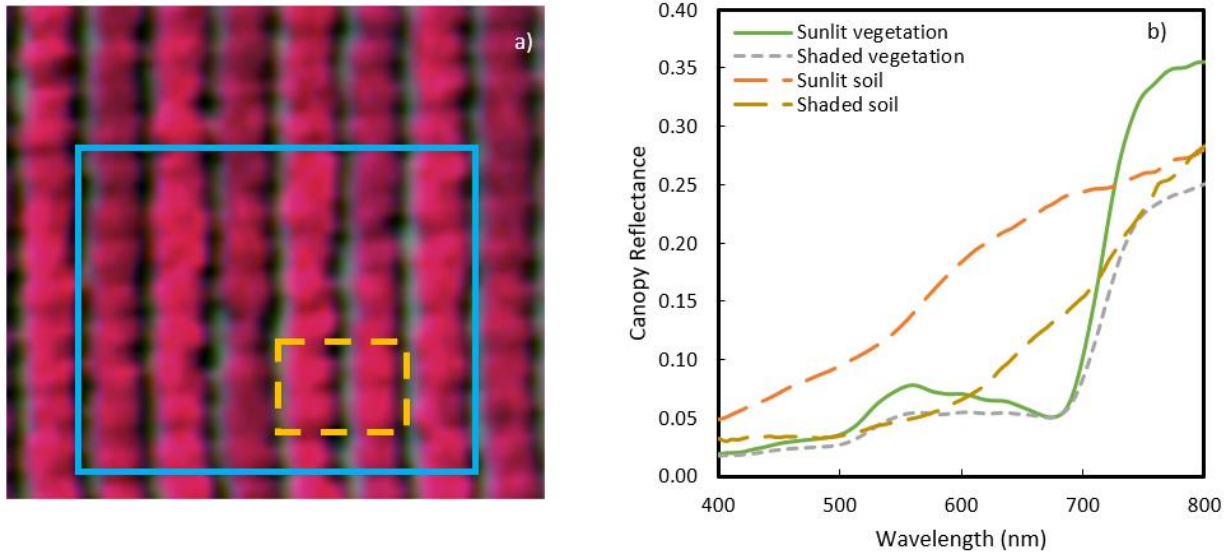 a)
b)
Sunlit vegetation
Shaded vegetation
Sunlit soil
Shaded soil
Canopy Reflectance
0.40
0.35
0.30
0.25
0.20
0.15
0.10
0.05
0.00
400 500 600 700 800
Wavelength (nm)